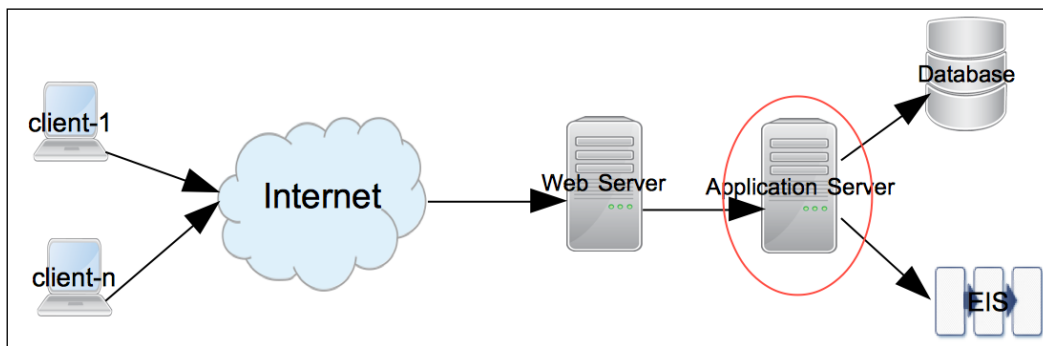 client-1
client-n
Internet
Web Server
Application Server
Database
EIS